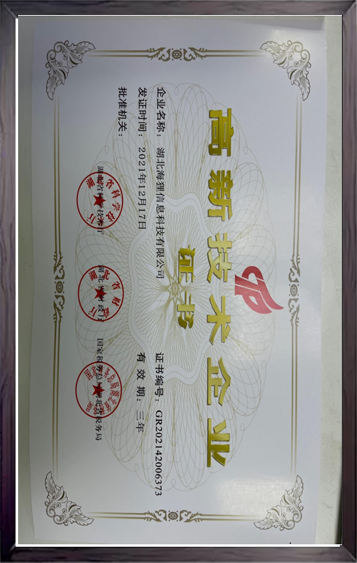 高新技术企业
证书
企业名称：湖北海狸信息科技有限公司
证书编号：GR202142006373
发证时间：2021年12月17日
有 效 期：三年
批准机关：